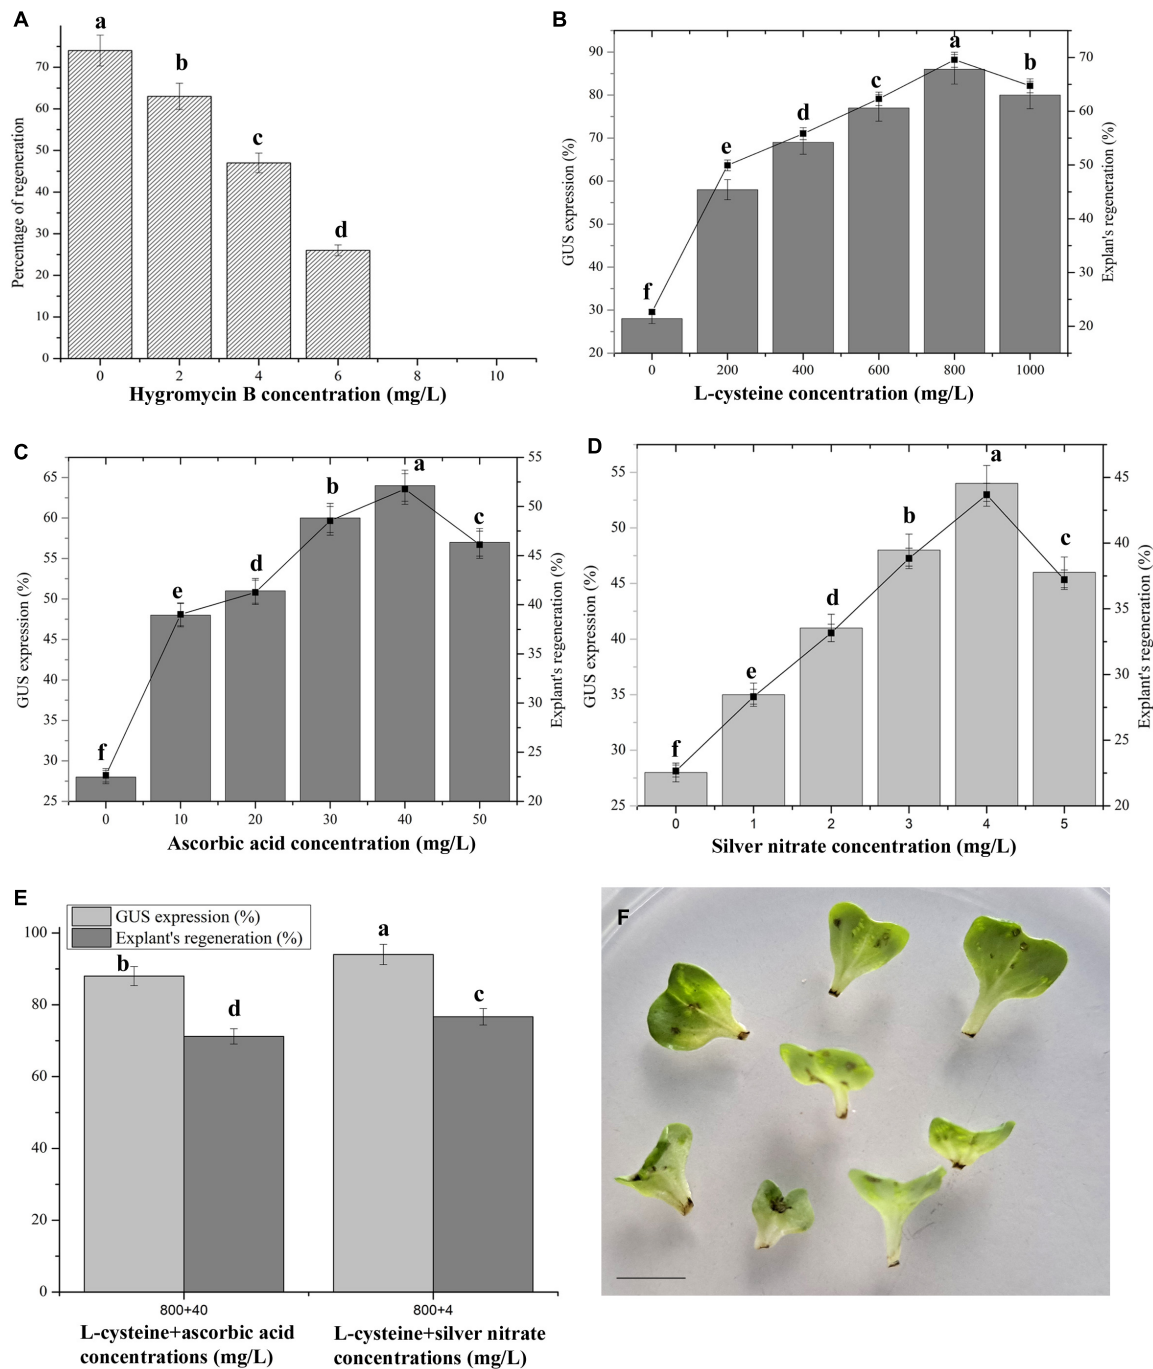 A
a
b
c
d
Percentage of regeneration
70
60
50
40
30
20
10
0
0 2 4 6 8 10
Hygromycin B concentration (mg/L)
B
a
b
c
d
e
f
GUS expression (%)
90
80
70
60
50
40
30
20
70
60
50
40
30
20
Explan's regeneration (%)
0 200 400 600 800 1000
L-cysteine concentration (mg/L)
C
a
b
c
d
e
f
GUS expression (%)
65
60
55
50
45
40
35
30
25
55
50
45
40
35
30
25
20
Explant's regeneration (%)
0 10 20 30 40 50
Ascorbic acid concentration (mg/L)
D
a
b
c
d
e
f
GUS expression (%)
55
50
45
40
35
30
25
45
40
35
30
25
20
Explant's regeneration (%)
0 1 2 3 4 5
Silver nitrate concentration (mg/L)
E
GUS expression (%)
Explant's regeneration (%)
100
80
60
40
20
0
b
d
a
c
800+40 800+4
L-cysteine+ascorbic acid
concentrations (mg/L)
L-cysteine+silver nitrate
concentrations (mg/L)
F